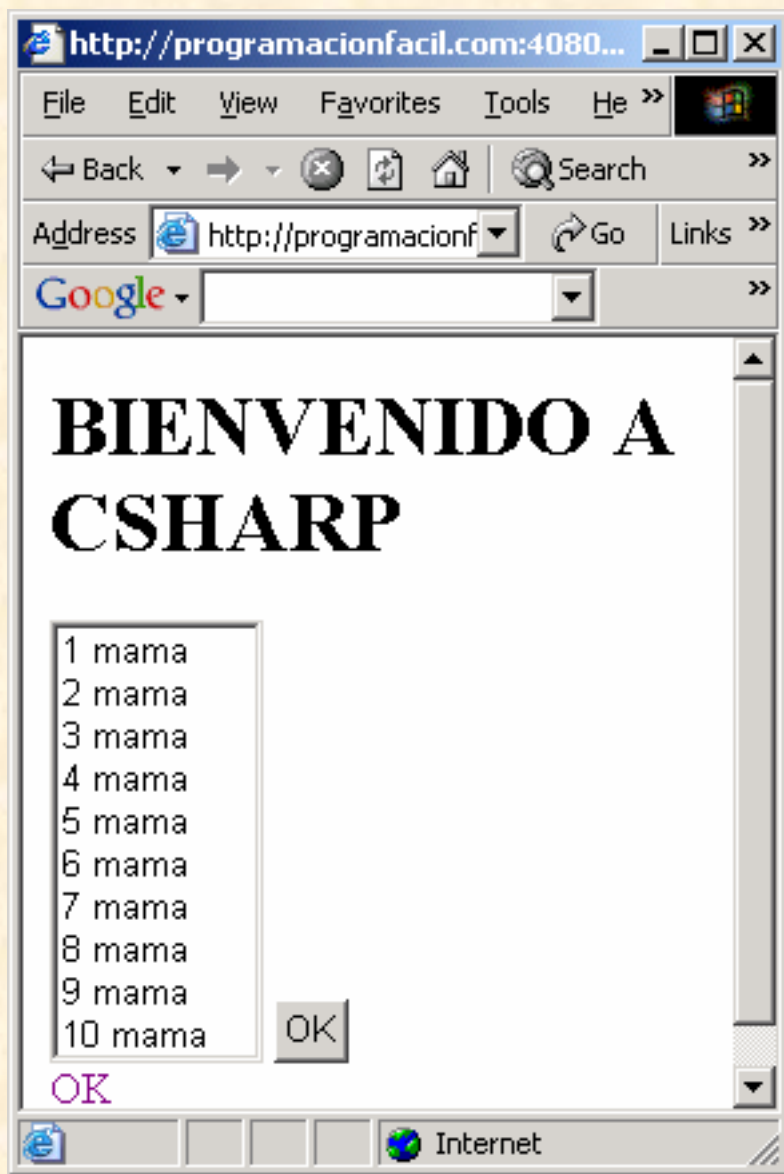 http://programacionfacil.com:4080...
File Edit View Favorites Tools He »
Back Search »
Address http://programacionf Go Links »
Google »
BIENVENIDO A
CSHARP
1 mama
2 mama
3 mama
4 mama
5 mama
6 mama
7 mama
8 mama
9 mama
10 mama
OK
OK
Internet